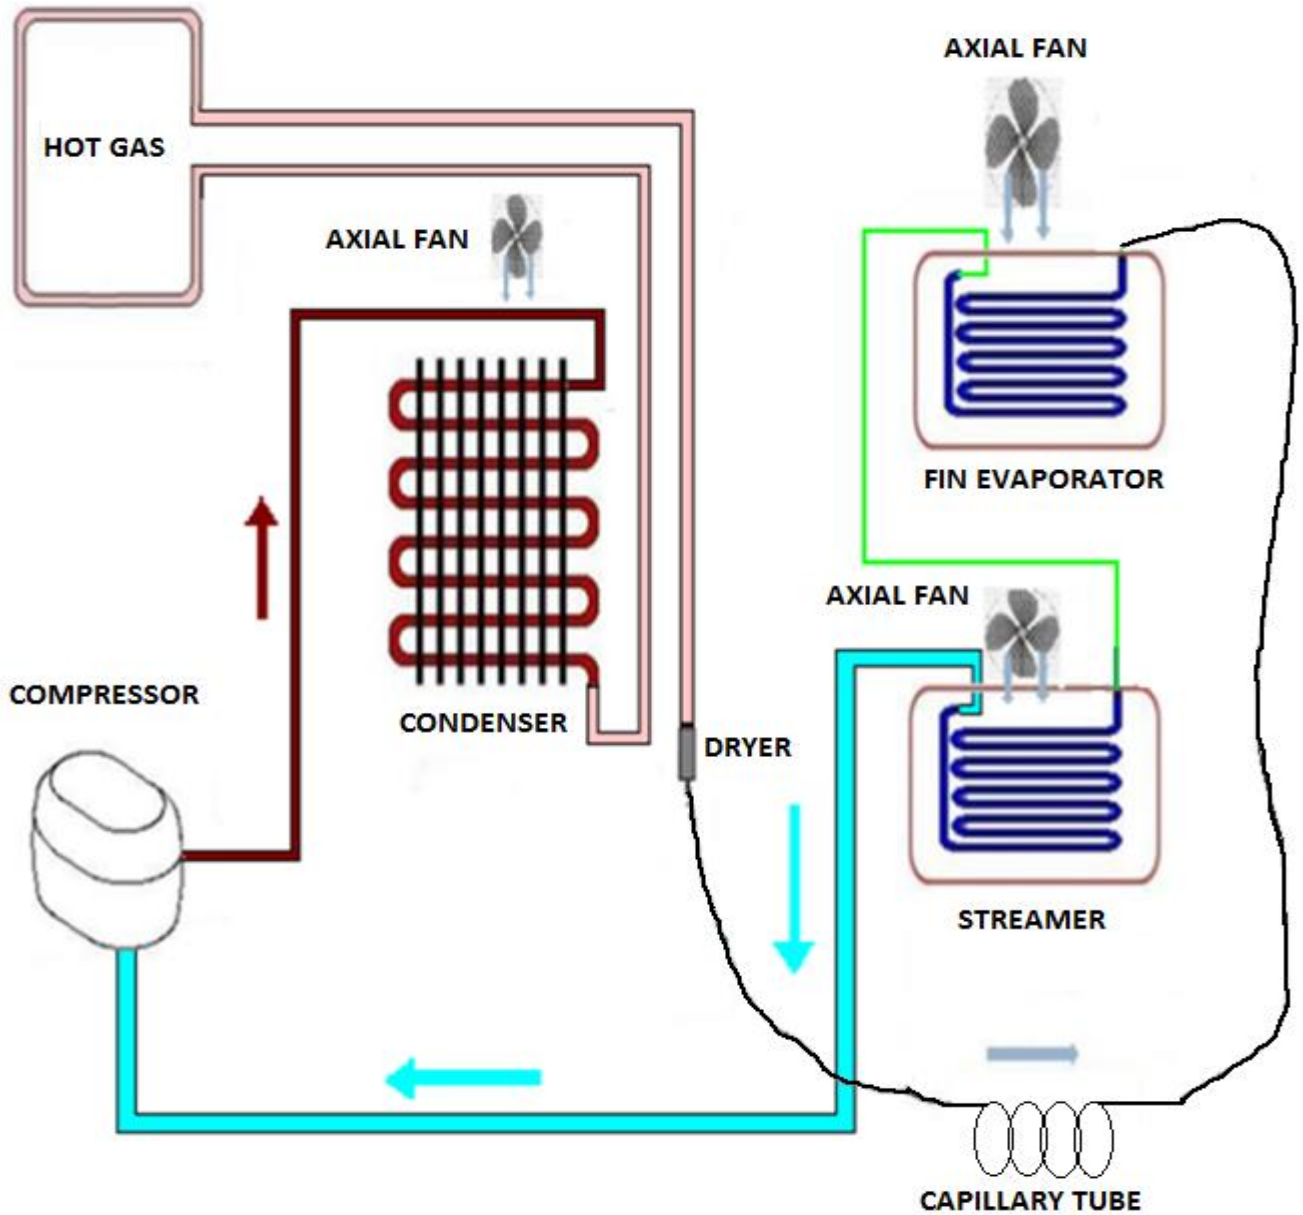 AXIAL FAN
HOT GAS
AXIAL FAN
FIN EVAPORATOR
AXIAL FAN
COMPRESSOR
CONDENSER
DRYER
STREAMER
CAPILLARY TUBE